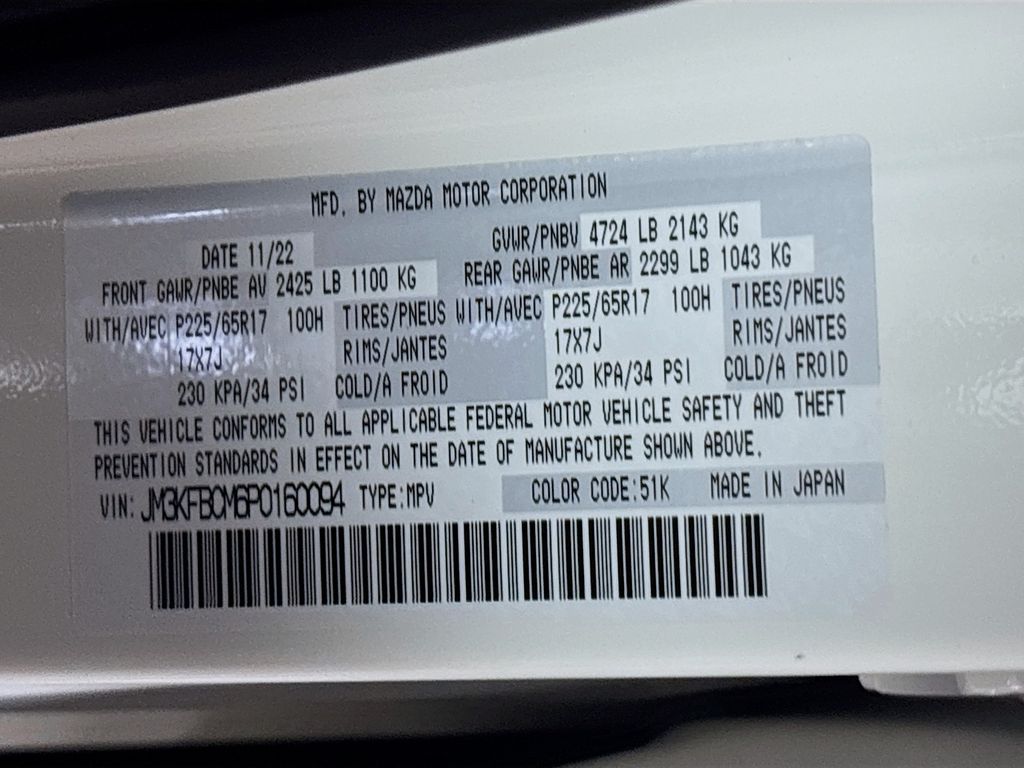 MFD. BY MAZDA MOTOR CORPORATION
DATE 11/22 GVWR/PNBV 4724 LB 2143 KG
FRONT GAWR/PNBE AV 2425 LB 1100 KG REAR GAWR/PNBE AR 2299 LB 1043 KG
WITH/AVEC P225/65R17 100H TIRES/PNEUS WITH/AVEC P225/65R17 100H TIRES/PNEUS
17X7J RIMS/JANTES 17X7J RIMS/JANTES
230 KPA/34 PSI COLD/A FROID 230 KPA/34 PSI COLD/A FROID
THIS VEHICLE CONFORMS TO ALL APPLICABLE FEDERAL MOTOR VEHICLE SAFETY AND THEFT
PREVENTION STANDARDS IN EFFECT ON THE DATE OF MANUFACTURE SHOWN ABOVE.
VIN: JM3KFBCM6P0160094 TYPE:MPV COLOR CODE:51K MADE IN JAPAN